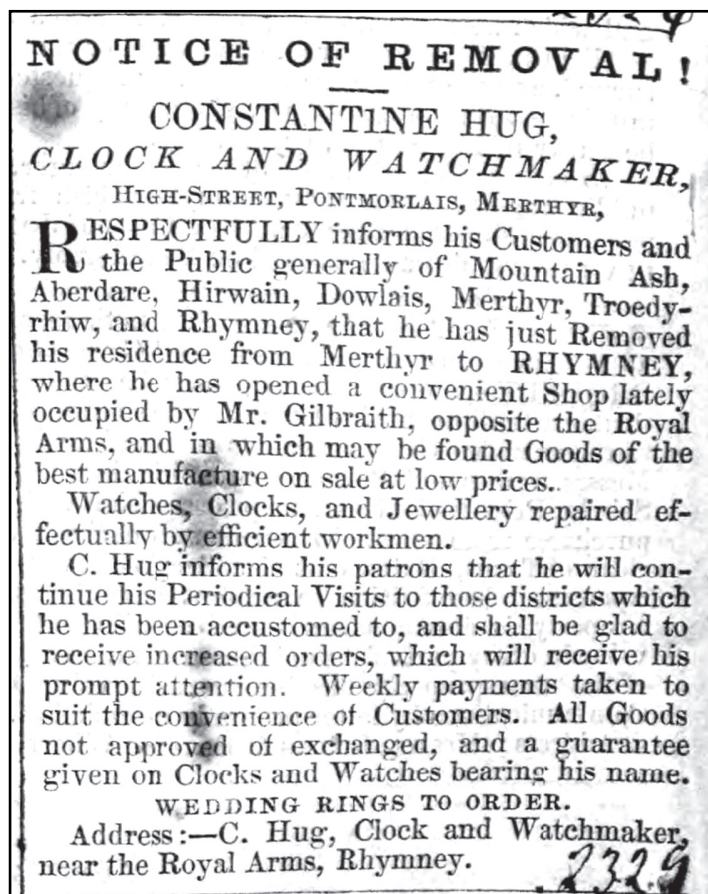 NOTICE OF REMOVAL!
CONSTANTINE HUG,
CLOCK AND WATCHMAKER,
HIGH-STREET, PONTMORLAIS, MERTHYR,
RESPECTFULLY informs his Customers and
the Public generally of Mountain Ash,
Aberdare, Hirwain, Dowlais, Merthyr, Troedy-
rhiw, and Rhymney, that he has just Removed
his residence from Merthyr to RHYMNEY,
where he has opened a convenient Shop lately
occupied by Mr. Gilbraith, opposite the Royal
Arms, and in which may be found Goods of the
best manufacture on sale at low prices..
Watches, Clocks, and Jewellery repaired ef-
fectually by efficient workmen.
C. Hug informs his patrons that he will con-
tinue his Periodical Visits to those districts which
he has been accustomed to, and shall be glad to
receive increased orders, which will receive his
prompt attention. Weekly payments taken to
suit the convenience of Customers. All Goods
not approved of exchanged, and a guarantee
given on Clocks and Watches bearing his name.
WEDDING RINGS TO ORDER.
Address:—C. Hug, Clock and Watchmaker,
near the Royal Arms, Rhymney.
2329